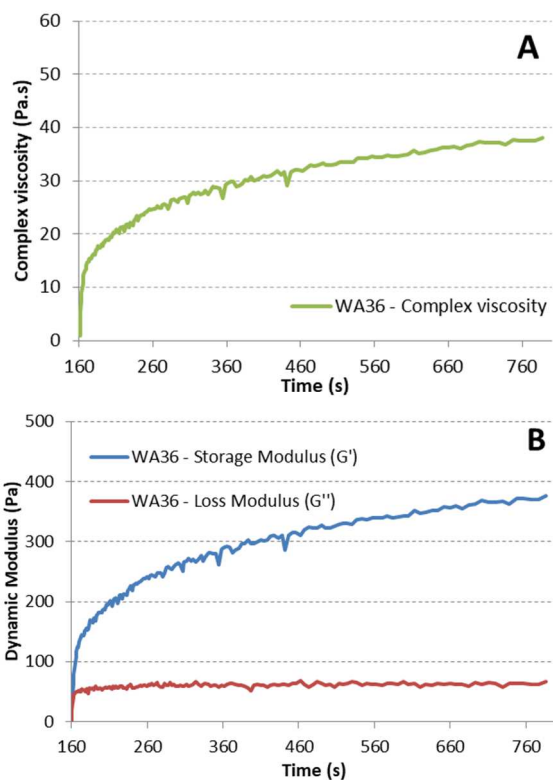 A
60
50
40
30
20
10
0
Complex viscosity (Pa.s)
WA36 - Complex viscosity
160 260 360 460 560 660 760
Time (s)
B
500
400
300
200
100
0
Dynamic Modulus (Pa)
WA36 - Storage Modulus (G')
WA36 - Loss Modulus (G'')
160 260 360 460 560 660 760
Time (s)